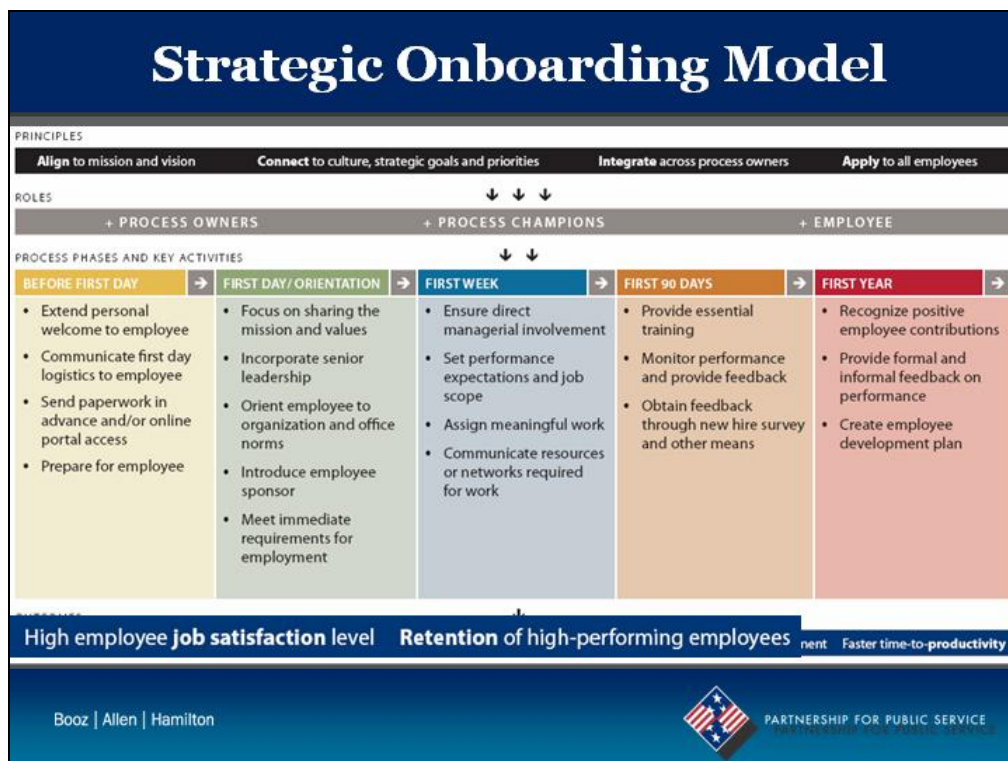 Strategic Onboarding Model
PRINCIPLES
Align to mission and vision Connect to culture, strategic goals and priorities Integrate across process owners Apply to all employees
ROLES
+ PROCESS OWNERS + PROCESS CHAMPIONS + EMPLOYEE
PROCESS PHASES AND KEY ACTIVITIES
BEFORE FIRST DAY
• Extend personal
welcome to employee
• Communicate first day
logistics to employee
• Send paperwork in
advance and/or online
portal access
• Prepare for employee
FIRST DAY/ORIENTATION
• Focus on sharing the
mission and values
• Incorporate senior
leadership
• Orient employee to
organization and office
norms
• Introduce employee
sponsor
• Meet immediate
requirements for
employment
FIRST WEEK
• Ensure direct
managerial involvement
• Set performance
expectations and job
scope
• Assign meaningful work
• Communicate resources
or networks required
for work
FIRST 90 DAYS
• Provide essential
training
• Monitor performance
and provide feedback
• Obtain feedback
through new hire survey
and other means
FIRST YEAR
• Recognize positive
employee contributions
• Provide formal and
informal feedback on
performance
• Create employee
development plan
High employee job satisfaction level Retention of high-performing employees Faster time-to-productivity
Booz | Allen | Hamilton
PARTNERSHIP FOR PUBLIC SERVICE